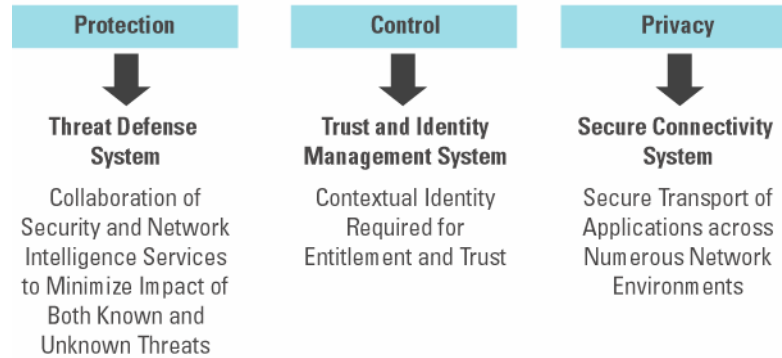 Protection
Threat Defense
System
Collaboration of
Security and Network
Intelligence Services
to Minimize Impact of
Both Known and
Unknown Threats
Control
Trust and Identity
Management System
Contextual Identity
Required for
Entitlement and Trust
Privacy
Secure Connectivity
System
Secure Transport of
Applications across
Numerous Network
Environments